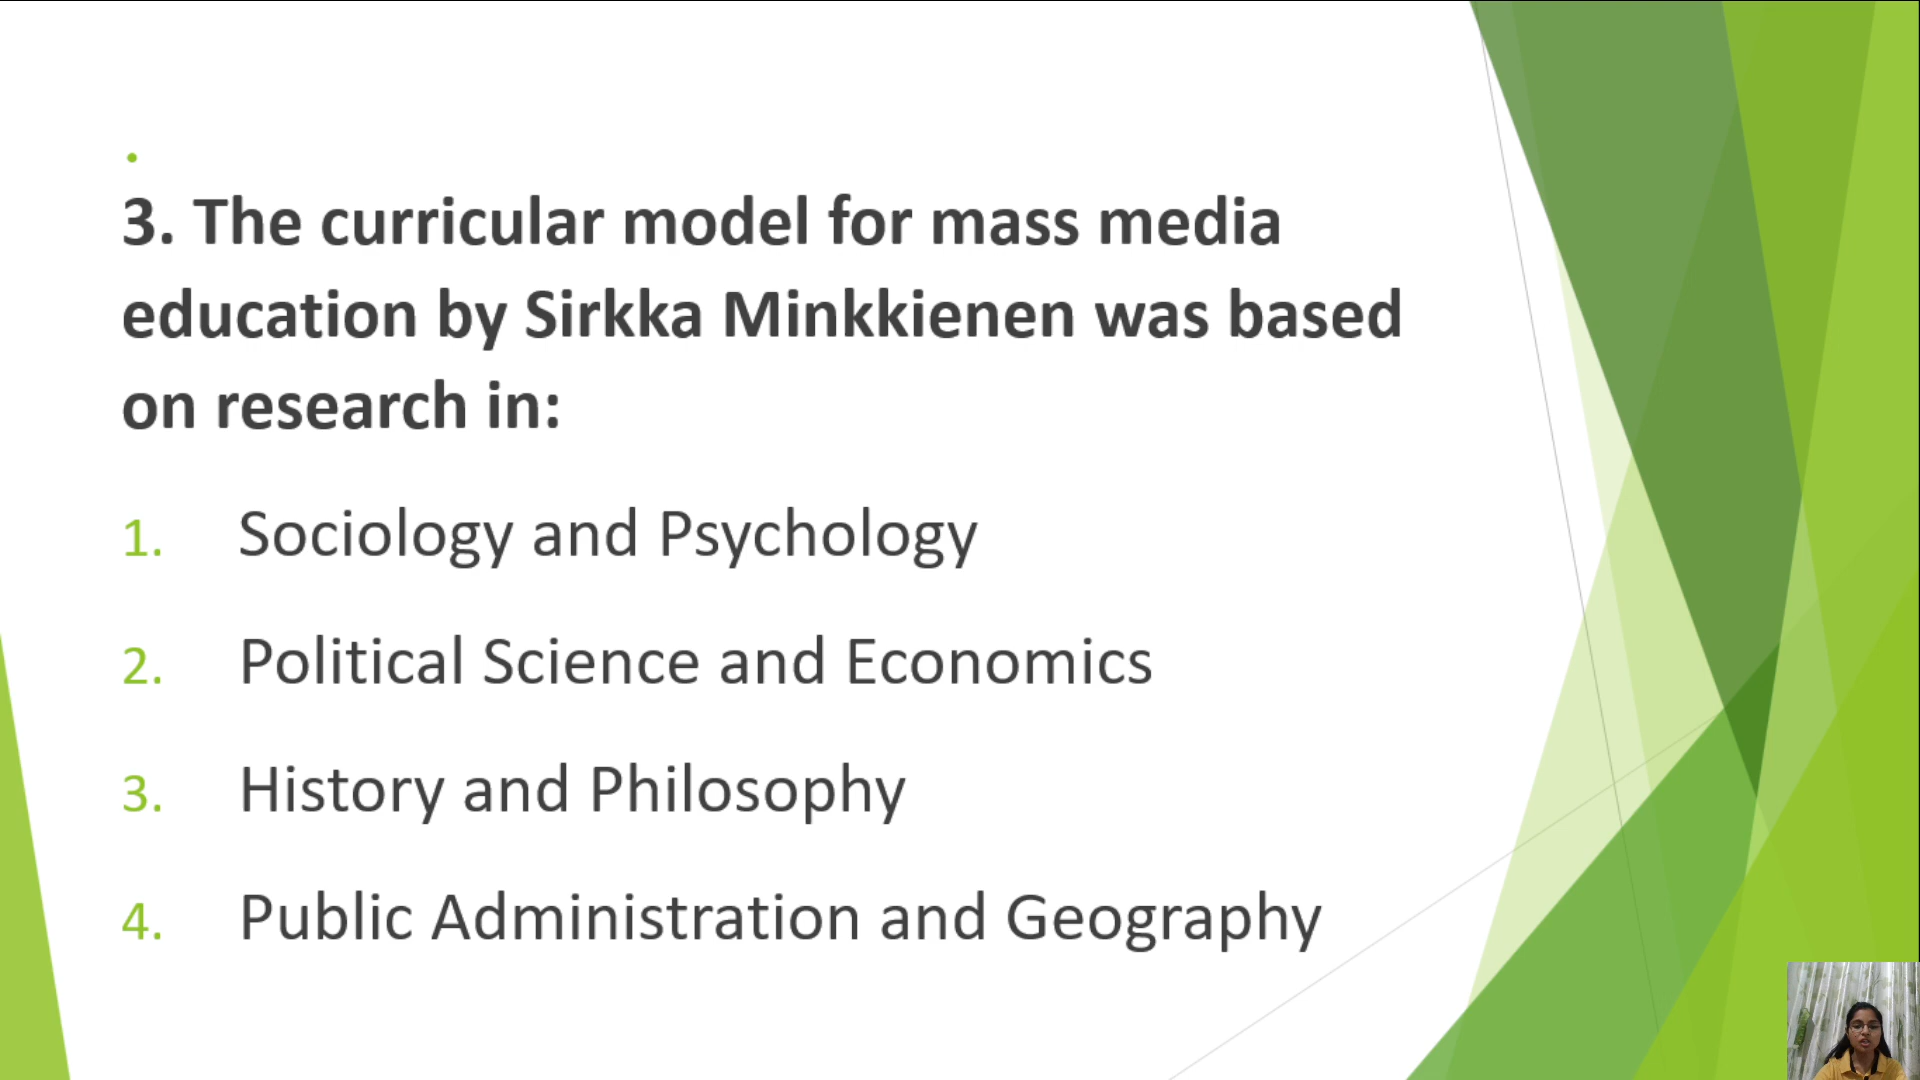 3. The curricular model for mass media
education by Sirkka Minkkienen was based
on research in:
1. Sociology and Psychology
2. Political Science and Economics
3. History and Philosophy
4. Public Administration and Geography